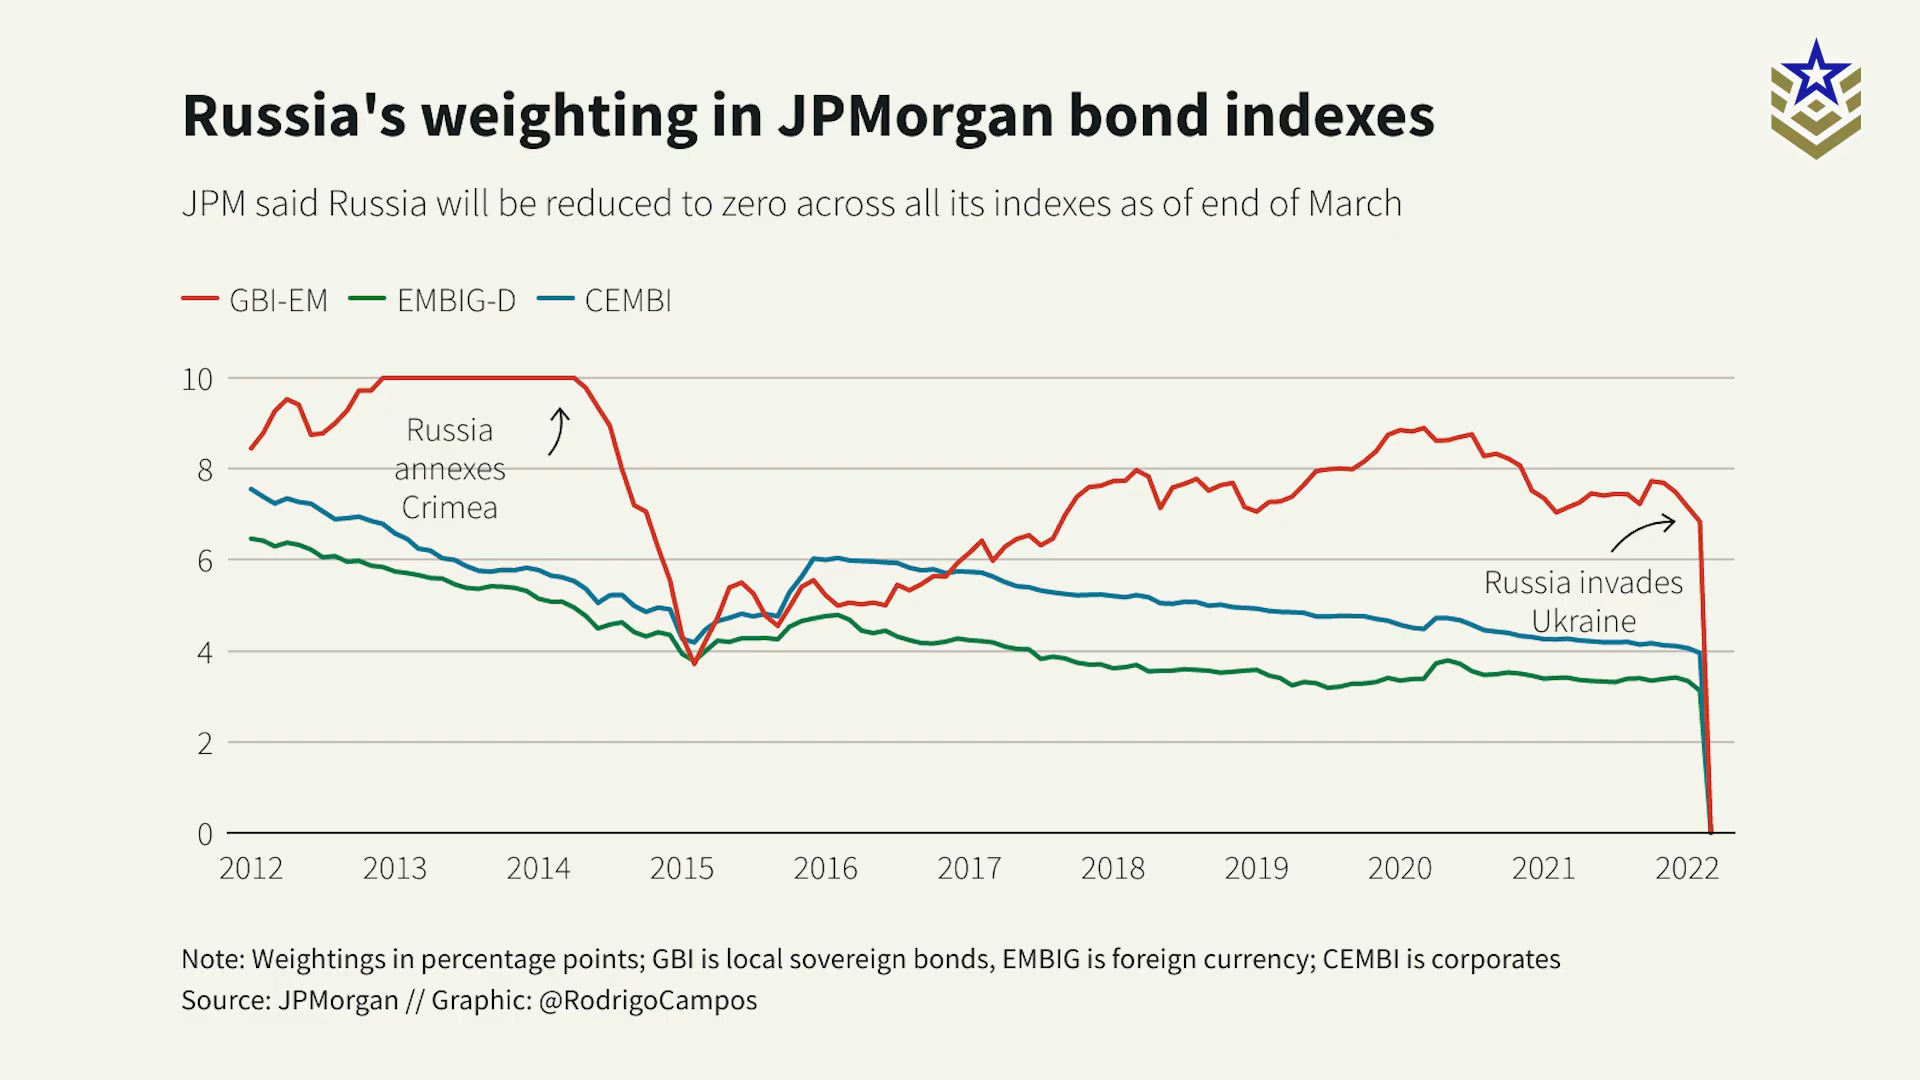 Russia's weighting in JPMorgan bond indexes
JPM said Russia will be reduced to zero across all its indexes as of end of March
GBI-EM EMBIG-D CEMBI
10
8
6
4
2
0
Russia
annexes
Crimea
Russia invades
Ukraine
2012 2013 2014 2015 2016 2017 2018 2019 2020 2021 2022
Note: Weightings in percentage points; GBI is local sovereign bonds, EMBIG is foreign currency; CEMBI is corporates
Source: JPMorgan // Graphic: @RodrigoCampos